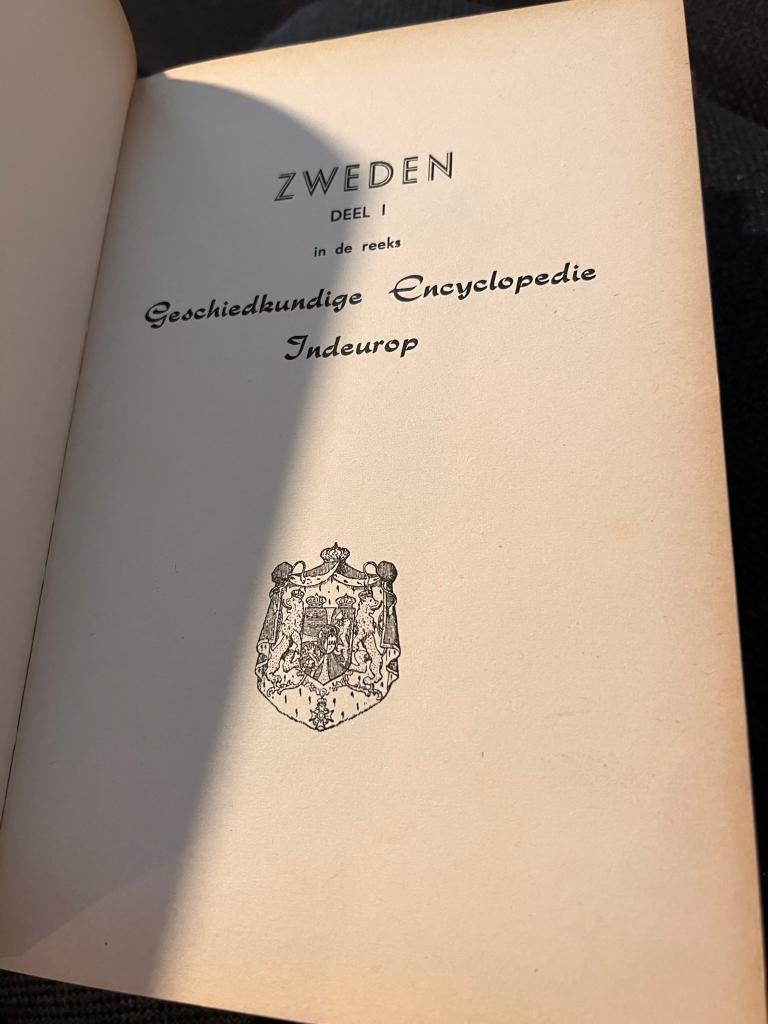 ZWEDEN
DEEL I
in de reeks
Geschiedkundige Encyclopedie
Indeurop